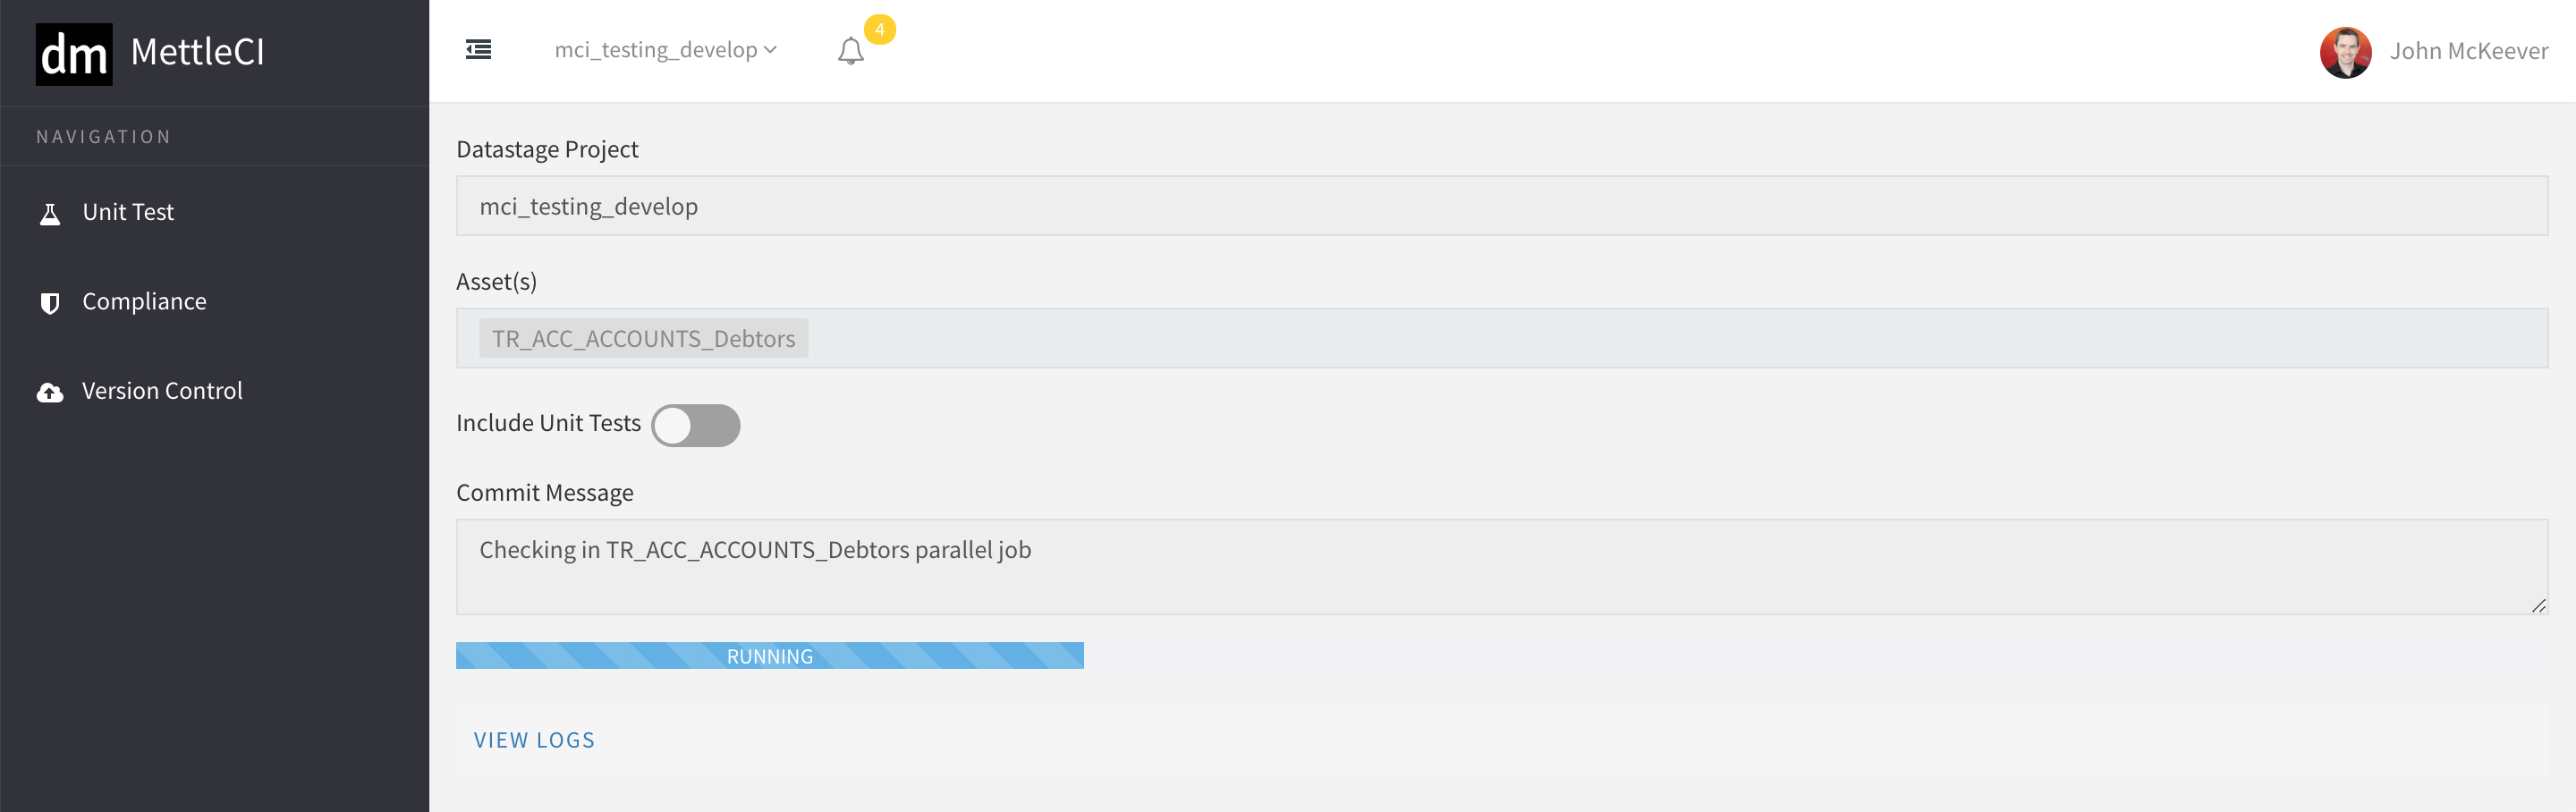 dm MettleCI
mci_testing_develop
4
John McKeever
NAVIGATION
Unit Test
Compliance
Version Control
Datastage Project
mci_testing_develop
Asset(s)
TR_ACC_ACCOUNTS_Debtors
Include Unit Tests
Commit Message
Checking in TR_ACC_ACCOUNTS_Debtors parallel job
RUNNING
VIEW LOGS